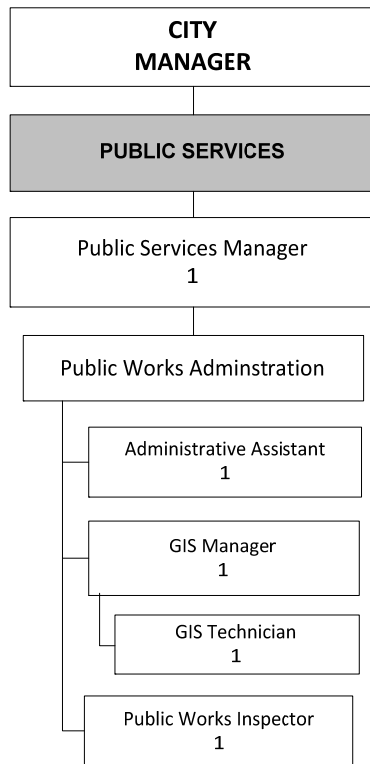 CITY
MANAGER
PUBLIC SERVICES
Public Services Manager
1
Public Works Adminstration
Administrative Assistant
1
GIS Manager
1
GIS Technician
1
Public Works Inspector
1